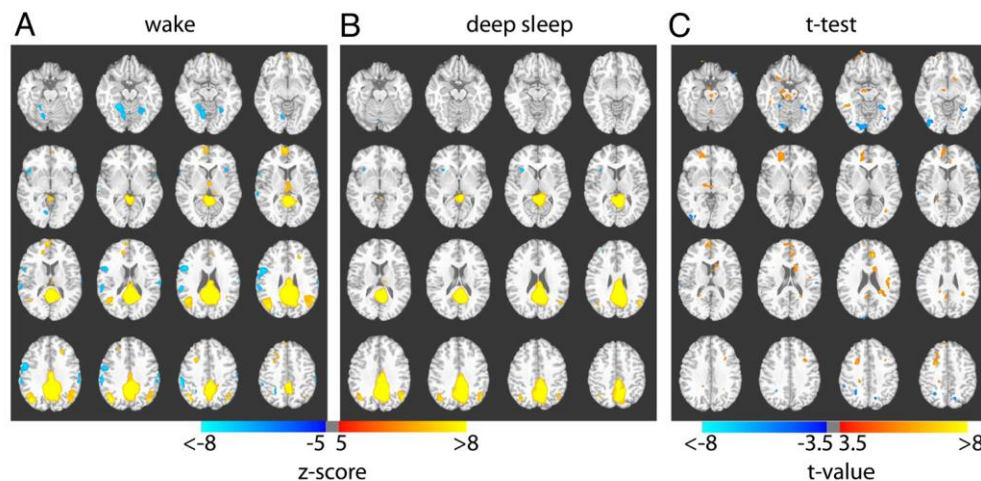 A wake B deep sleep C t-test
<-8 -5 5 >8 <-8 -3.5 3.5 >8
z-score t-value